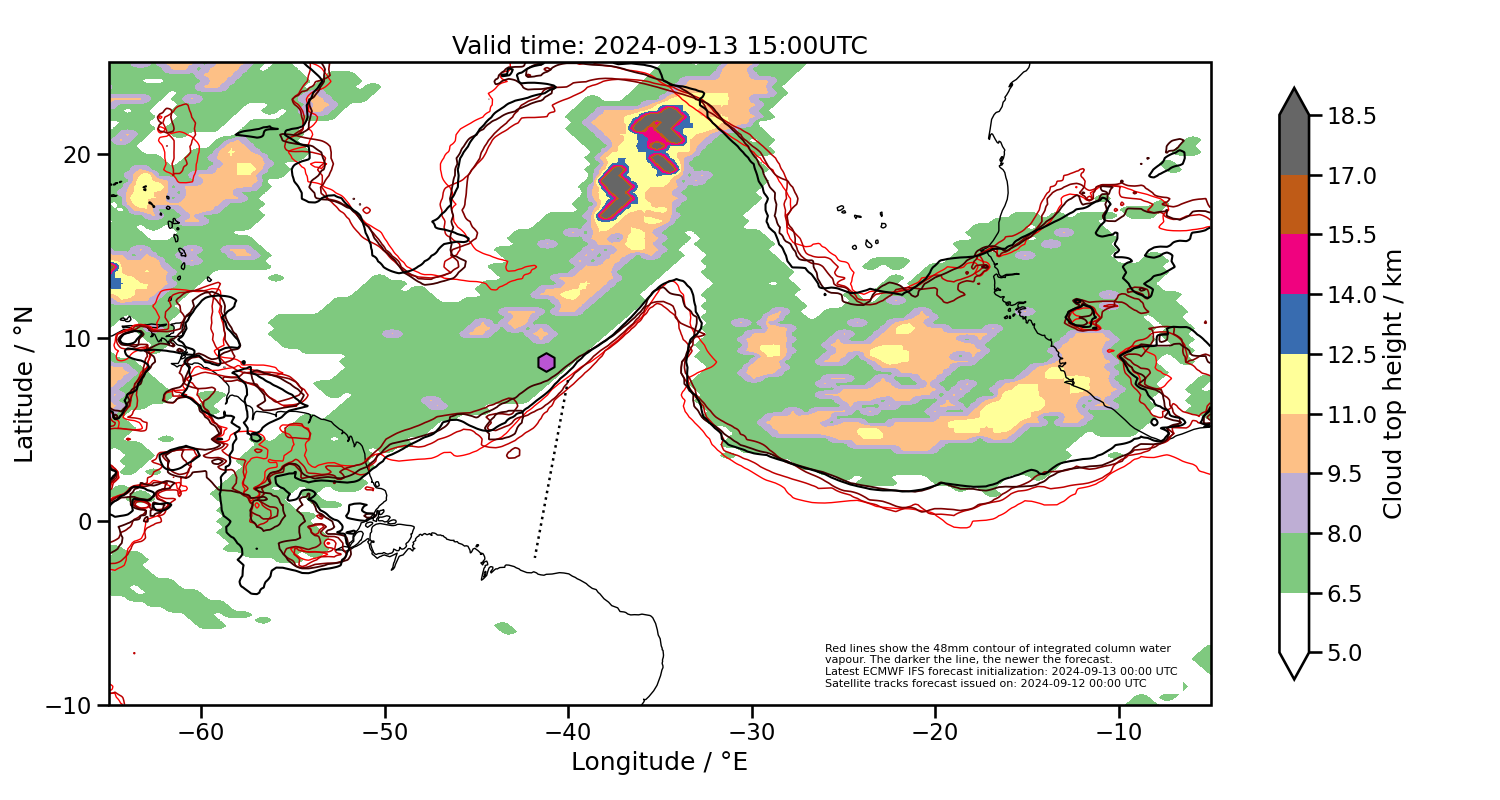 Valid time: 2024-09-13 15:00UTC
20
10
0
−10
−60
−50
−40
−30
−20
−10
Latitude / °N
Longitude / °E
Red lines show the 48mm contour of integrated column water
vapour. The darker the line, the newer the forecast.
Latest ECMWF IFS forecast initialization: 2024-09-13 00:00 UTC
Satellite tracks forecast issued on: 2024-09-12 00:00 UTC
18.5
17.0
15.5
14.0
12.5
11.0
9.5
8.0
6.5
5.0
Cloud top height / km